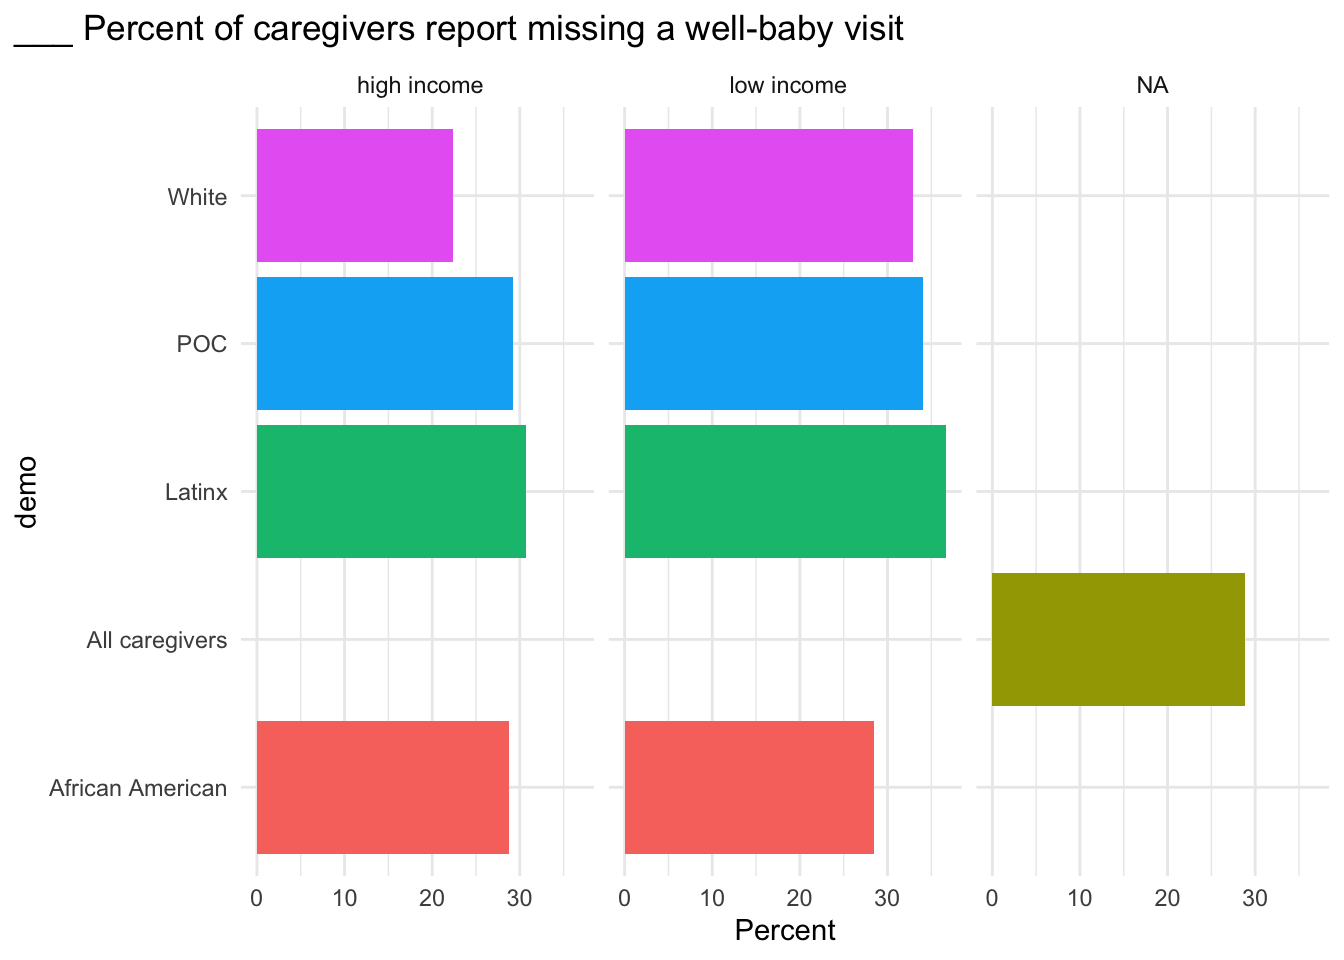 ___ Percent of caregivers report missing a well-baby visit
high income
low income
NA
White
POC
Latinx
All caregivers
African American
demo
0 10 20 30
0 10 20 30
0 10 20 30
Percent